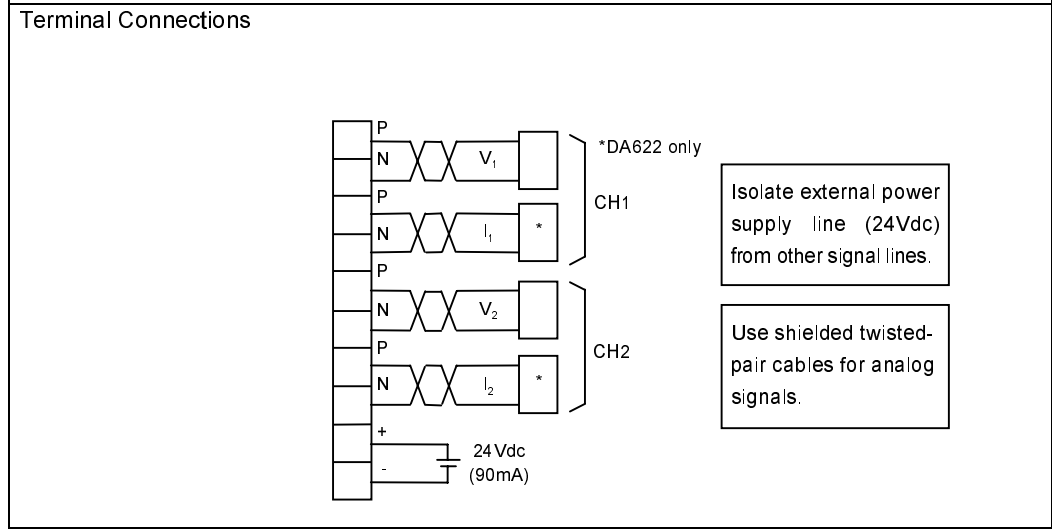 Terminal Connections
P
N
V1
*DA622 only
P
N
I1
*
CH1
P
N
V2
P
N
I2
*
CH2
+
-
24Vdc
(90mA)
Isolate external power
supply line (24Vdc)
from other signal lines.
Use shielded twisted-
pair cables for analog
signals.